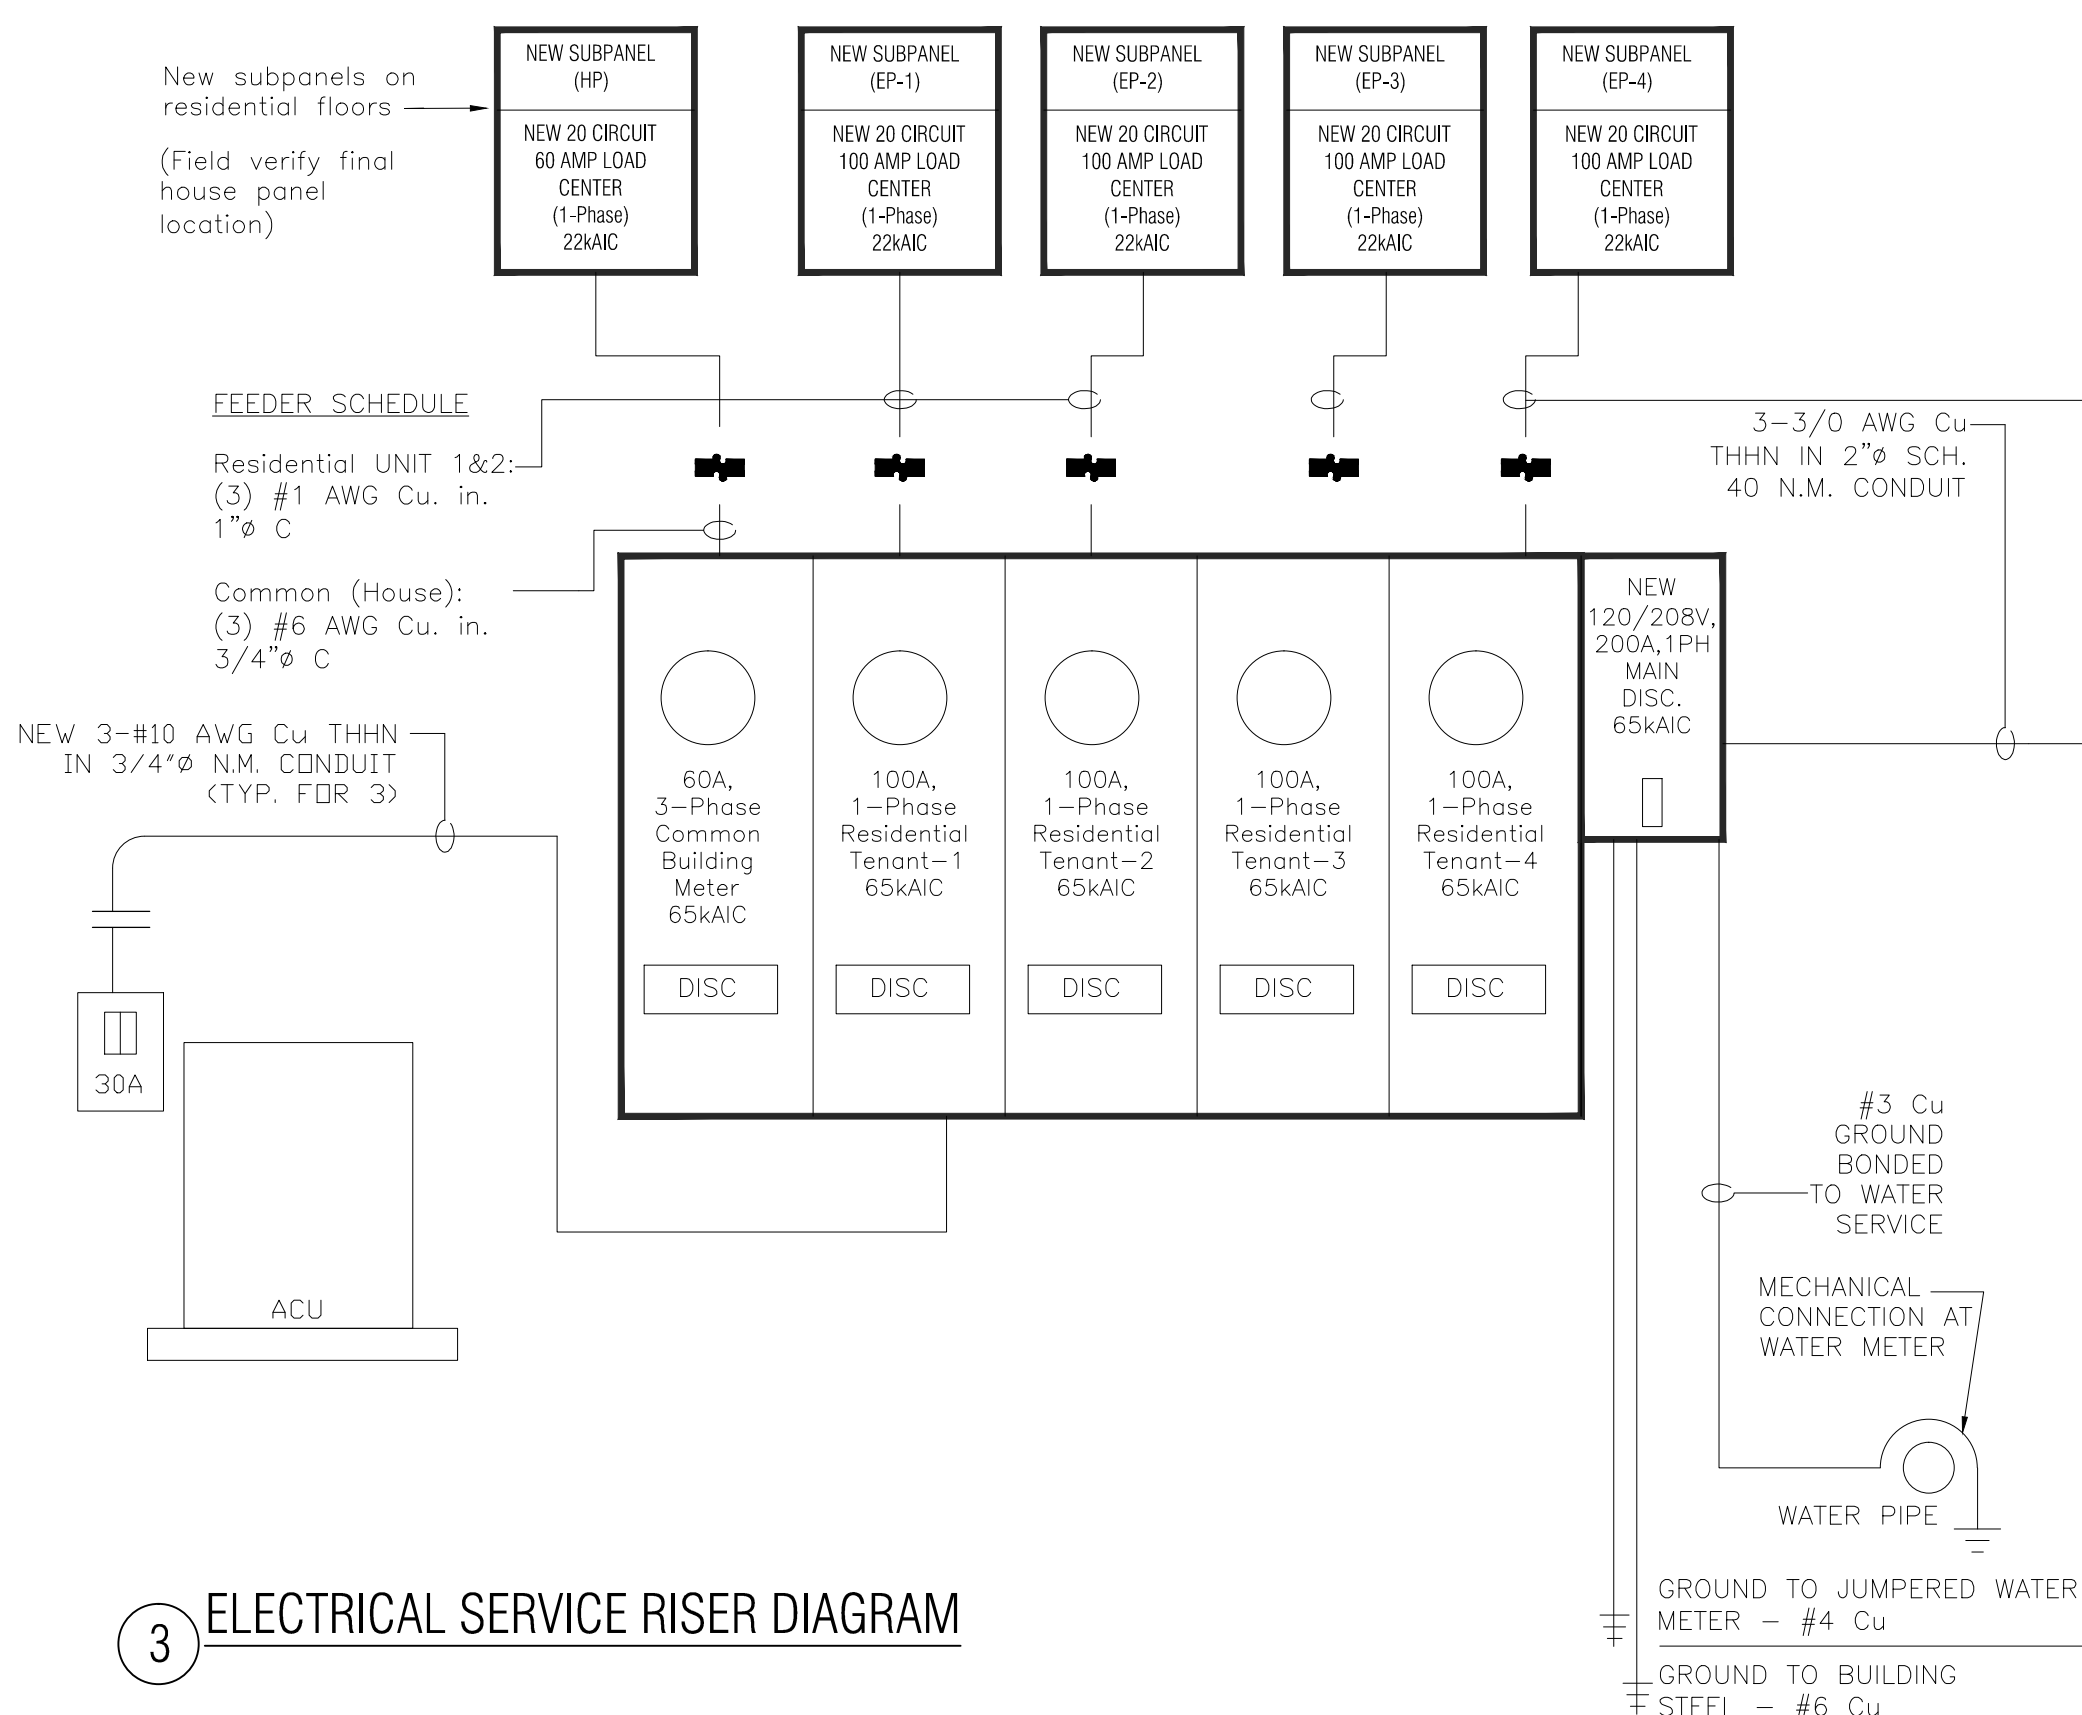 NEW SUBPANEL
(HP)
NEW 20 CIRCUIT
60 AMP LOAD
CENTER
(1-Phase)
22kAIC
NEW SUBPANEL
(EP-1)
NEW 20 CIRCUIT
100 AMP LOAD
CENTER
(1-Phase)
22kAIC
NEW SUBPANEL
(EP-2)
NEW 20 CIRCUIT
100 AMP LOAD
CENTER
(1-Phase)
22kAIC
NEW SUBPANEL
(EP-3)
NEW 20 CIRCUIT
100 AMP LOAD
CENTER
(1-Phase)
22kAIC
NEW SUBPANEL
(EP-4)
NEW 20 CIRCUIT
100 AMP LOAD
CENTER
(1-Phase)
22kAIC
New subpanels on
residential floors
(Field verify final
house panel
location)
FEEDER SCHEDULE
Residential UNIT 1&2:
(3) #1 AWG Cu. in.
1"ø C
Common (House):
(3) #6 AWG Cu. in.
3/4"ø C
3-3/0 AWG Cu
THHN IN 2"ø SCH.
40 N.M. CONDUIT
NEW 3-#10 AWG Cu THHN
IN 3/4"ø N.M. CONDUIT
(TYP. FOR 3)
60A,
3-Phase
Common
Building
Meter
65kAIC
DISC
100A,
1-Phase
Residential
Tenant-1
65kAIC
DISC
100A,
1-Phase
Residential
Tenant-2
65kAIC
DISC
100A,
1-Phase
Residential
Tenant-3
65kAIC
DISC
100A,
1-Phase
Residential
Tenant-4
65kAIC
DISC
NEW
120/208V,
200A,1PH
MAIN
DISC.
65kAIC
30A
ACU
#3 Cu
GROUND
BONDED
TO WATER
SERVICE
MECHANICAL
CONNECTION AT
WATER METER
WATER PIPE
GROUND TO JUMPERED WATER
METER - #4 Cu
GROUND TO BUILDING
STEEL - #6 Cu
3 ELECTRICAL SERVICE RISER DIAGRAM